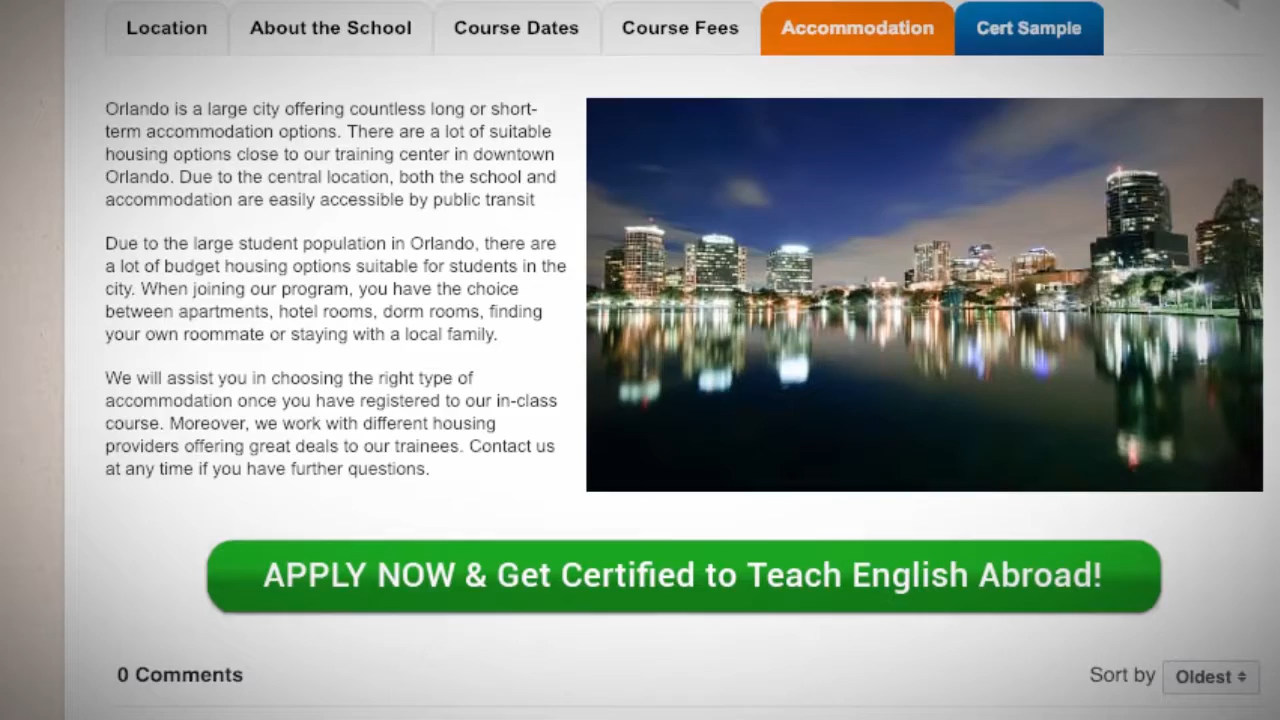 Location About the School Course Dates Course Fees Accommodation Cert Sample
Orlando is a large city offering countless long or short-
term accommodation options. There are a lot of suitable
housing options close to our training center in downtown
Orlando. Due to the central location, both the school and
accommodation are easily accessible by public transit
Due to the large student population in Orlando, there are
a lot of budget housing options suitable for students in the
city. When joining our program, you have the choice
between apartments, hotel rooms, dorm rooms, finding
your own roommate or staying with a local family.
We will assist you in choosing the right type of
accommodation once you have registered to our in-class
course. Moreover, we work with different housing
providers offering great deals to our trainees. Contact us
at any time if you have further questions.
APPLY NOW & Get Certified to Teach English Abroad!
0 Comments
Sort by Oldest